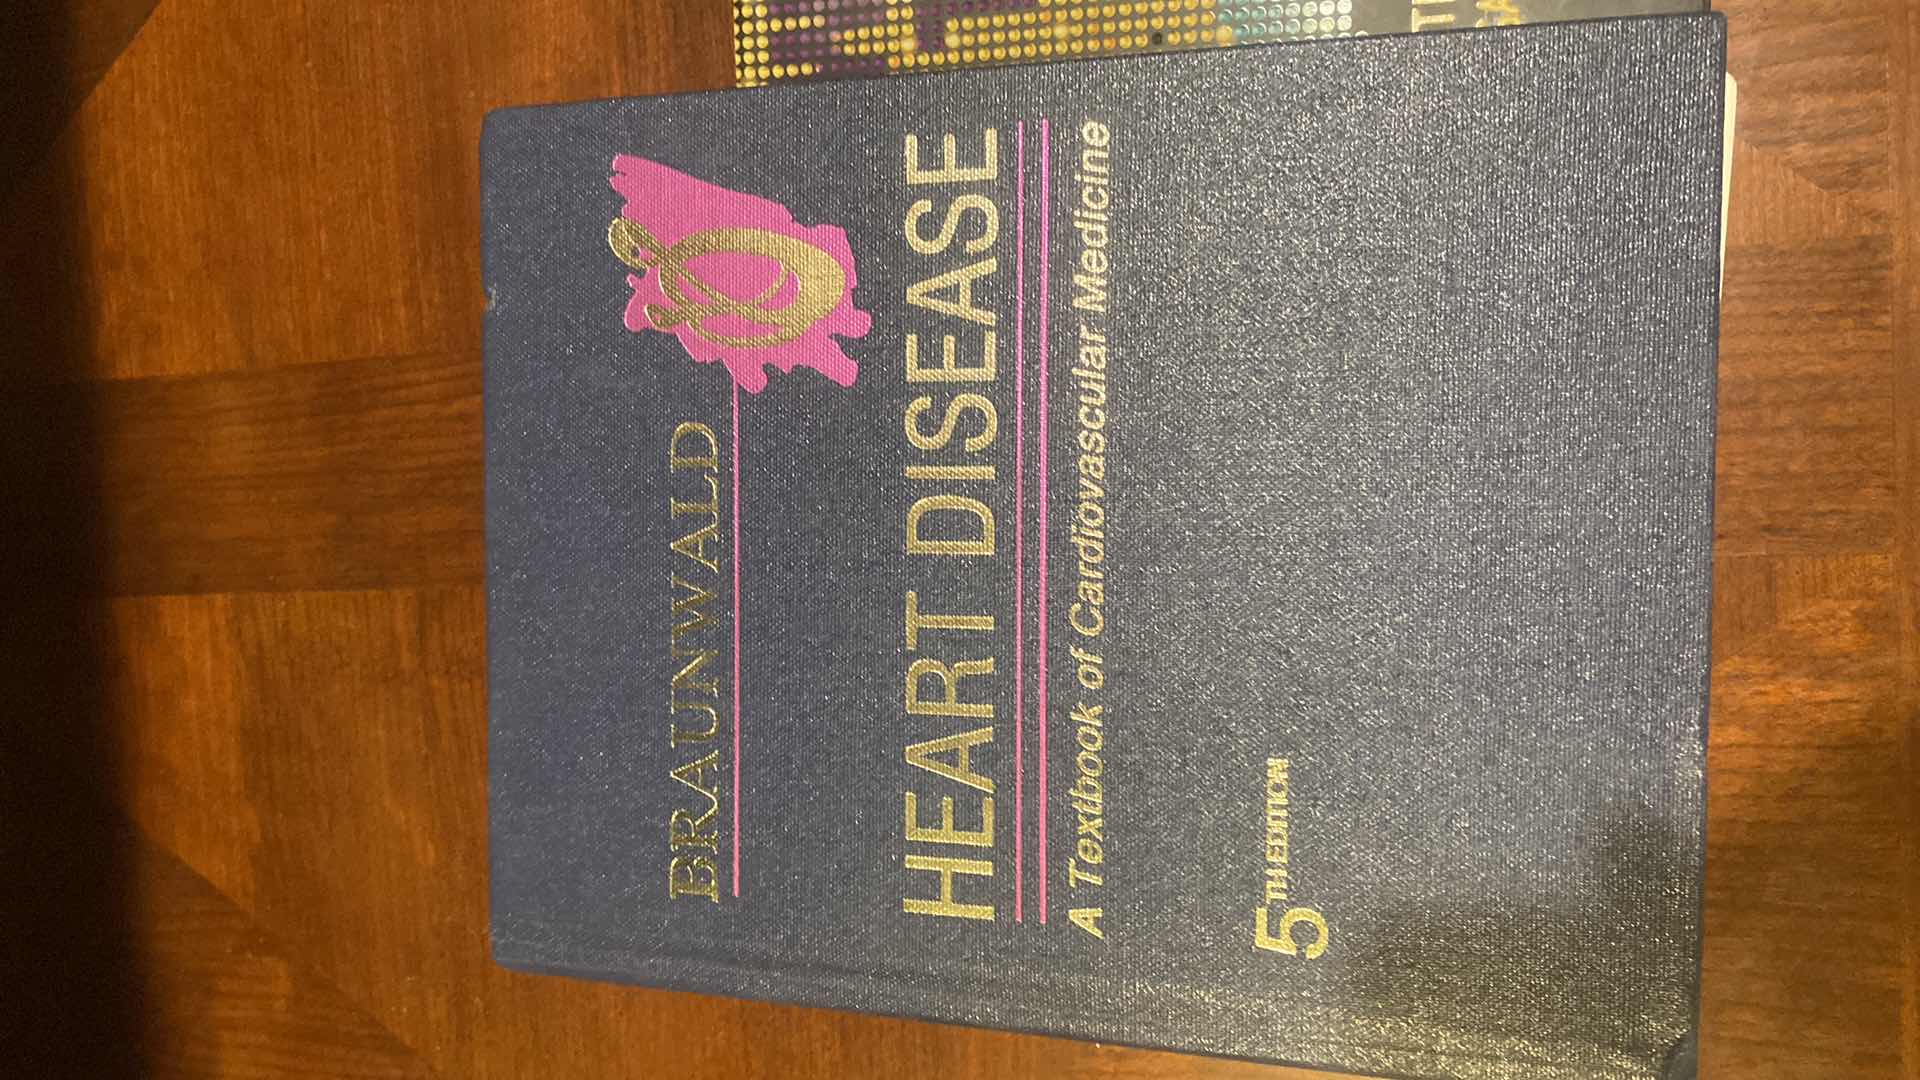 BRAUNWALD
HEART DISEASE
A Textbook of Cardiovascular Medicine
5TH EDITION